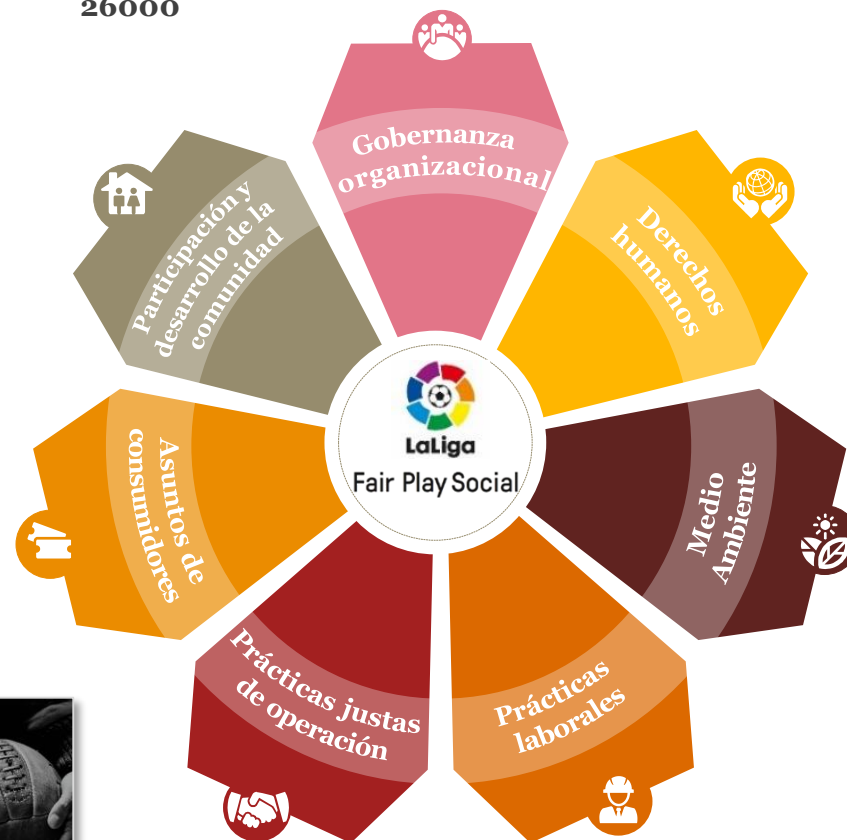 26000
Gobernanza
organizacional
Derechos
humanos
Medio
Ambiente
Prácticas
laborales
Prácticas justas
de operación
Asuntos de
consumidores
Participación y
desarrollo de la
comunidad
LaLiga
Fair Play Social